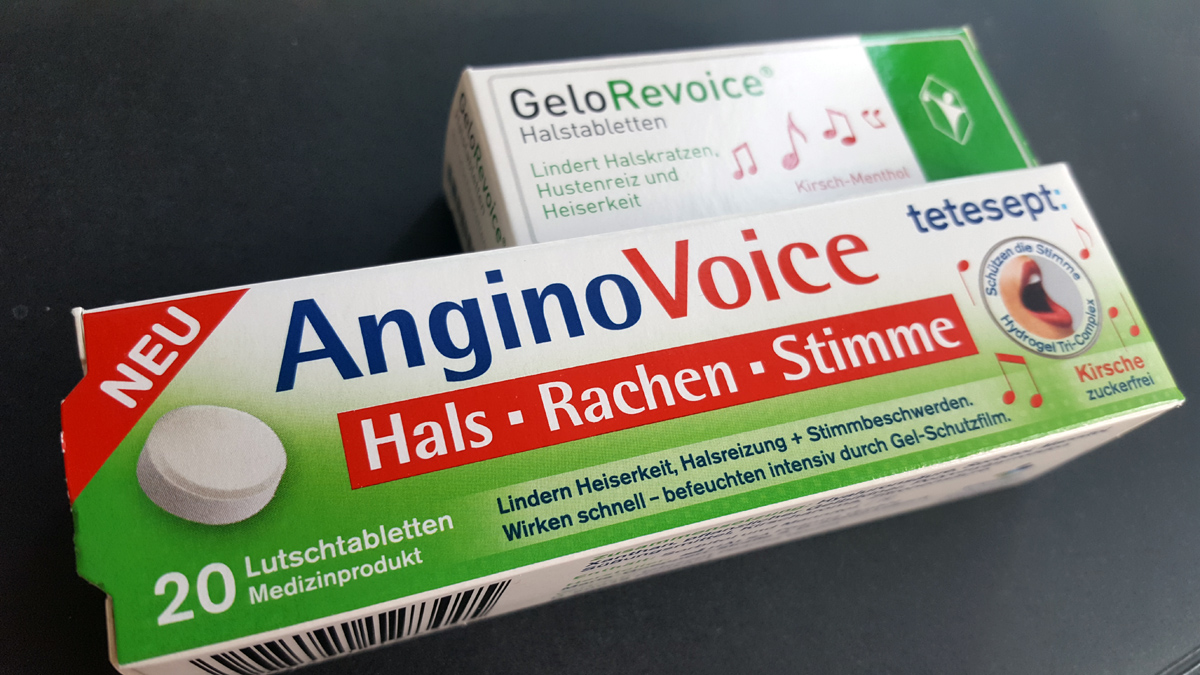 GeloRevoice®
Halstabletten
Lindert Halskratzen,
Hustenreiz und
Heiserkeit
Kirsch-Menthol
GeloRevoice
tetesept:
NEU
AnginoVoice
Hals · Rachen · Stimme
Schützen die Stimme
Hydrogel Tri-Complex
Kirsche
zuckerfrei
Lindern Heiserkeit, Halsreizung + Stimmbeschwerden.
Wirken schnell – befeuchten intensiv durch Gel-Schutzfilm.
20 Lutschtabletten
Medizinprodukt